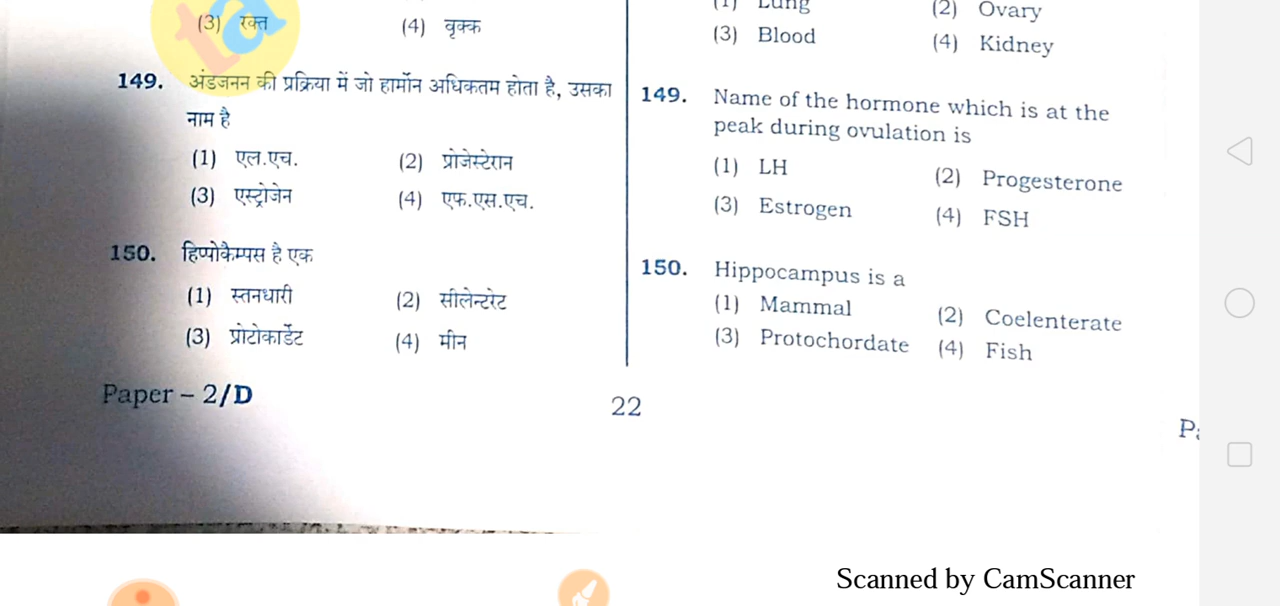 (3) रक्त (4) वृक्क
149. अंडजनन की प्रक्रिया में जो हार्मोन अधिकतम होता है, उसका
नाम है
(1) एल.एच. (2) प्रोजेस्टेरान
(3) एस्ट्रोजेन (4) एफ.एस.एच.
150. हिप्पोकैम्पस है एक
(1) स्तनधारी (2) सीलेन्टरेट
(3) प्रोटोकार्डेट (4) मीन
Paper – 2/D
(1) Lung (2) Ovary
(3) Blood (4) Kidney
149. Name of the hormone which is at the
peak during ovulation is
(1) LH (2) Progesterone
(3) Estrogen (4) FSH
150. Hippocampus is a
(1) Mammal (2) Coelenterate
(3) Protochordate (4) Fish
22
Scanned by CamScanner